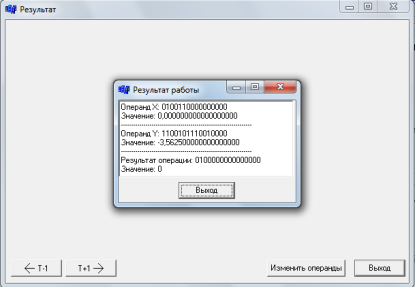 Результат
Результат работы
Операнд X: 0100110000000000
Значение: 0,000000000000000000
Операнд Y: 1100101110010000
Значение: -3,562500000000000000
Результат операции: 0100000000000000
Значение: 0
Выход
T-1
T+1
Изменить операнды
Выход